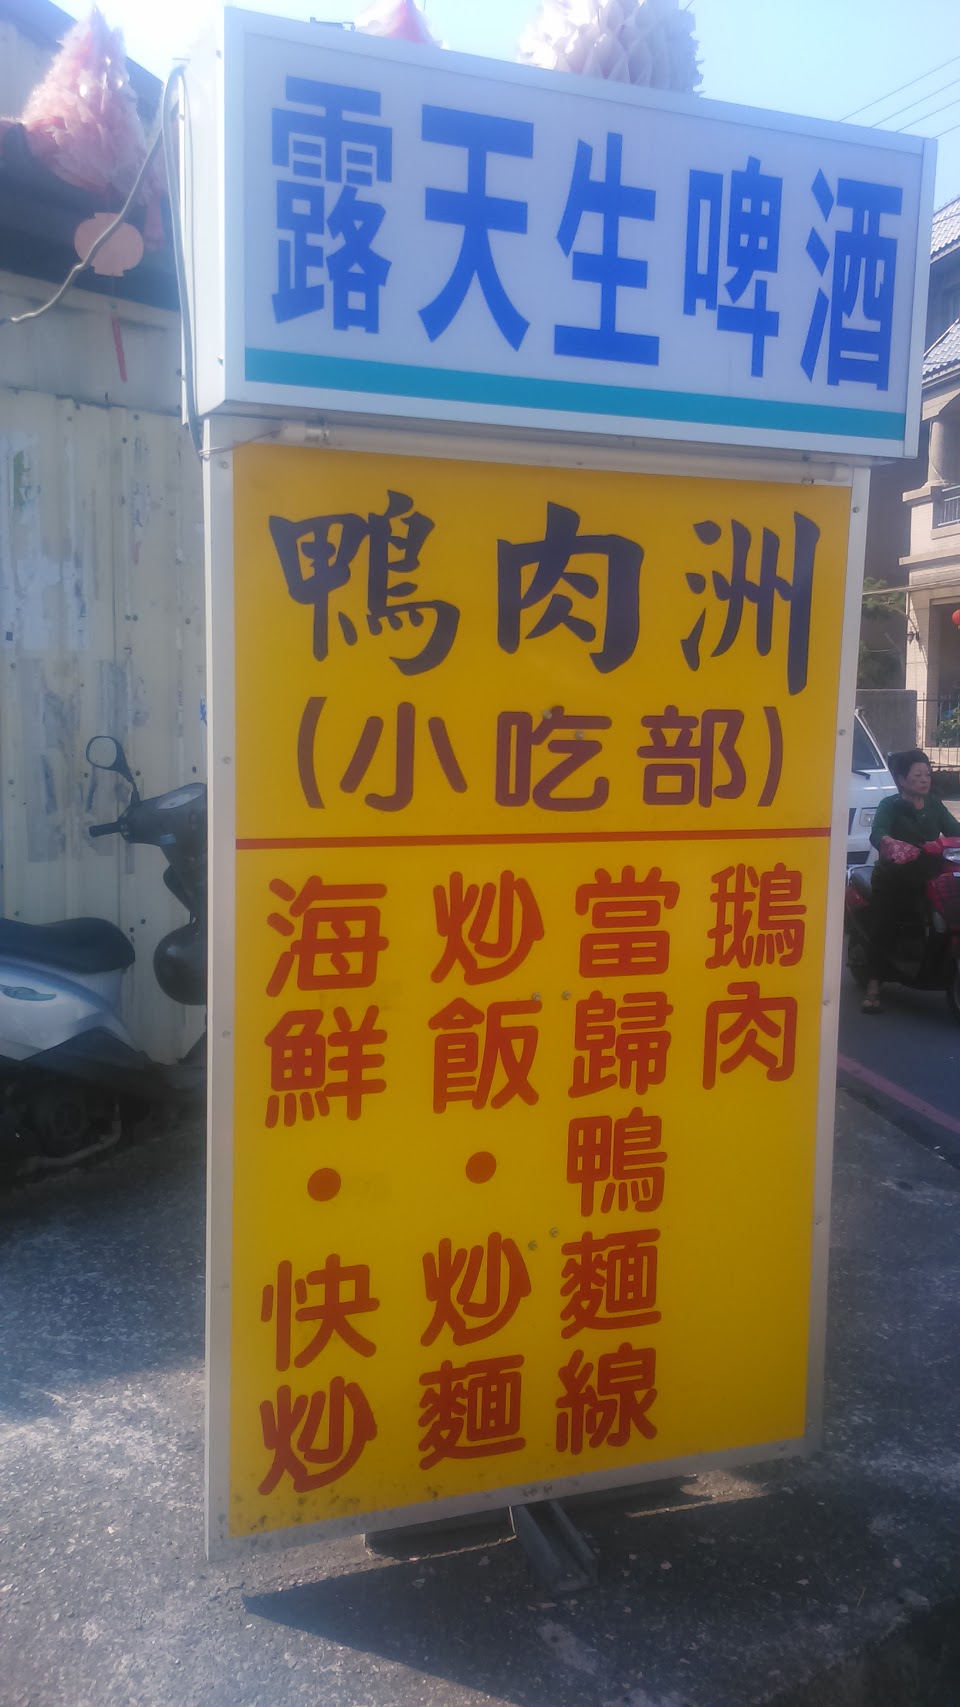 露天生啤酒
鴨肉洲
(小吃部)
鵝肉
當歸鴨麵線
炒飯・炒麵
海鮮・快炒